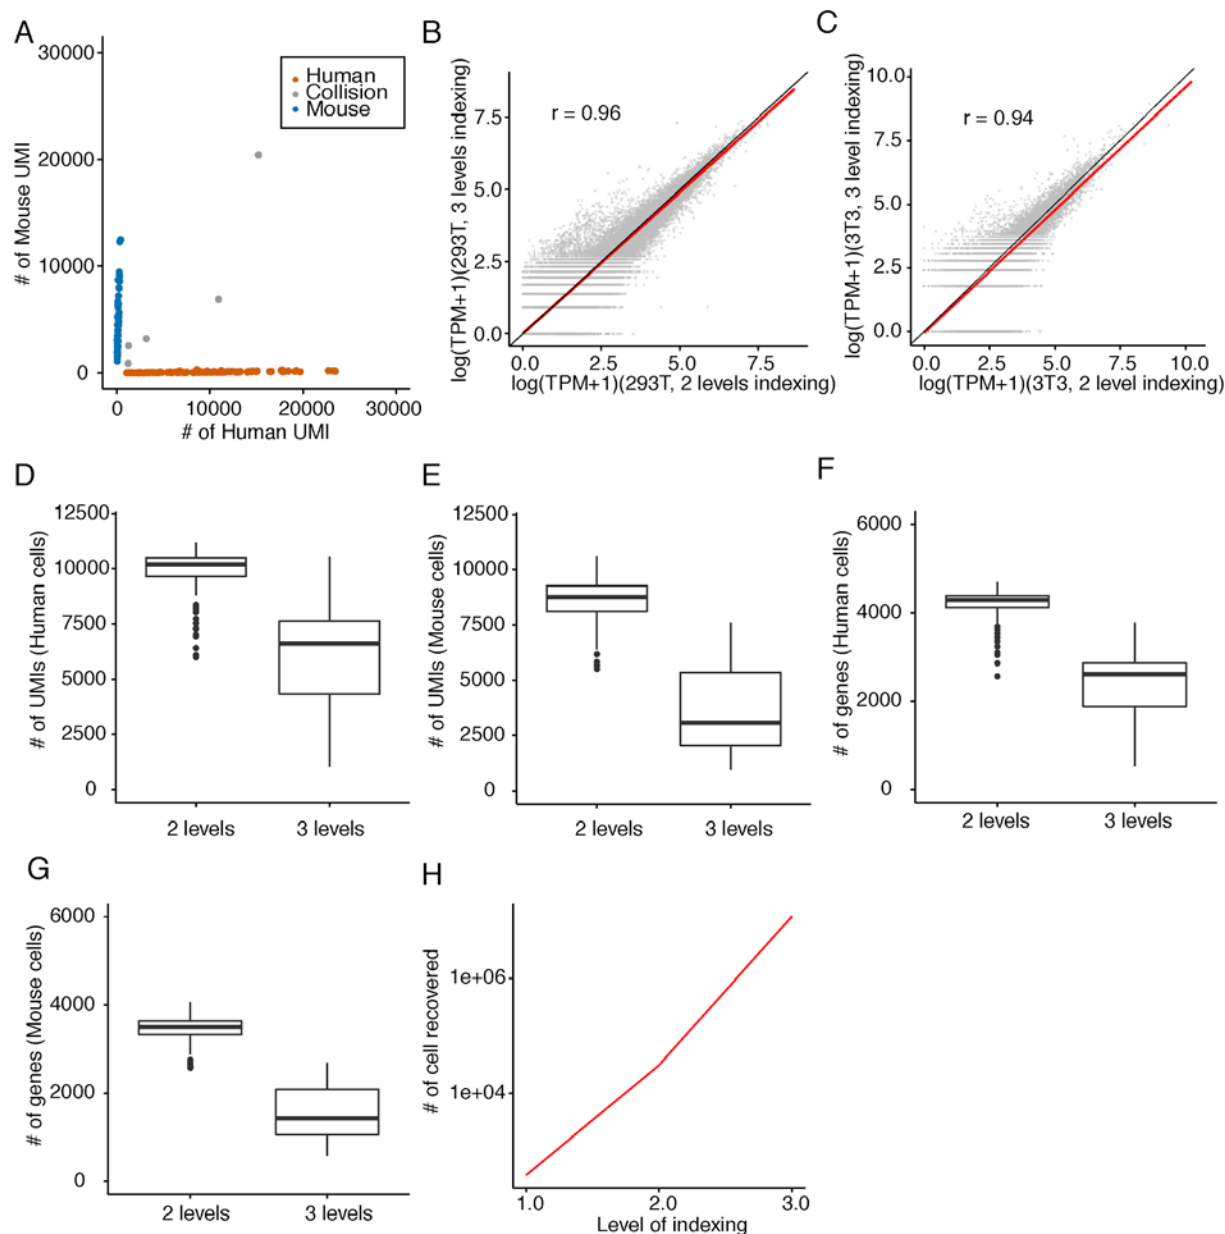 A
30000
20000
10000
0
# of Mouse UMI
Human
Collision
Mouse
0 10000 20000 30000
# of Human UMI
B
r = 0.96
7.5
5.0
2.5
0.0
log(TPM+1)(293T, 3 levels indexing)
0.0 2.5 5.0 7.5
log(TPM+1)(293T, 2 levels indexing)
C
r = 0.94
10.0
7.5
5.0
2.5
0.0
log(TPM+1)(3T3, 3 level indexing)
0.0 2.5 5.0 7.5 10.0
log(TPM+1)(3T3, 2 level indexing)
D
12500
10000
7500
5000
2500
0
# of UMIs (Human cells)
2 levels 3 levels
E
12500
10000
7500
5000
2500
0
# of UMIs (Mouse cells)
2 levels 3 levels
F
6000
4000
2000
0
# of genes (Human cells)
2 levels 3 levels
G
6000
4000
2000
0
# of genes (Mouse cells)
2 levels 3 levels
H
1e+06
1e+04
# of cell recovered
1.0 2.0 3.0
Level of indexing